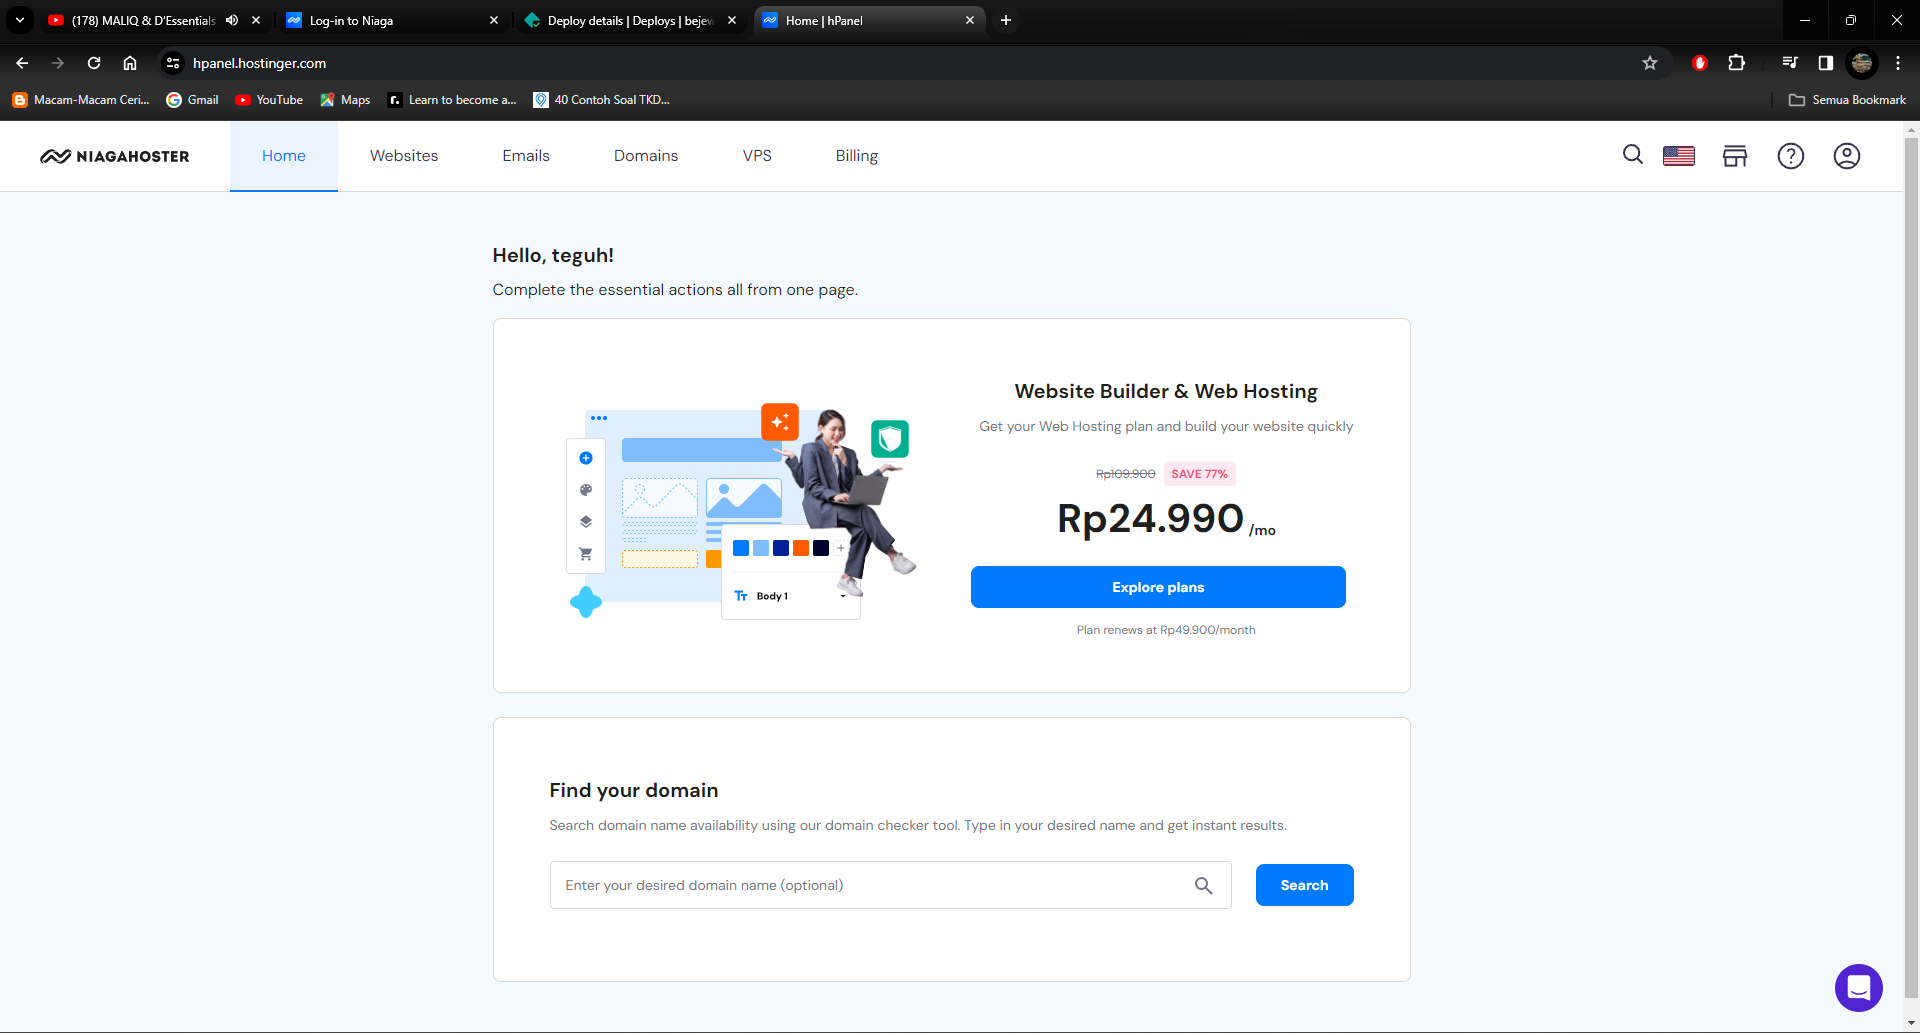 (178) MALIQ & D'Essentials
Log-in to Niaga
Deploy details | Deploys | bejew
Home | hPanel
hpanel.hostinger.com
Macam-Macam Ceri...
Gmail
YouTube
Maps
r.
Learn to become a...
40 Contoh Soal TKD...
Semua Bookmark
NIAGAHOSTER
Home
Websites
Emails
Domains
VPS
Billing
Hello, teguh!
Complete the essential actions all from one page.
Website Builder & Web Hosting
Get your Web Hosting plan and build your website quickly
Rp109.900 SAVE 77%
Rp24.990 /mo
Explore plans
Plan renews at Rp49.900/month
Tт Body 1
Find your domain
Search domain name availability using our domain checker tool. Type in your desired name and get instant results.
Enter your desired domain name (optional)
Search